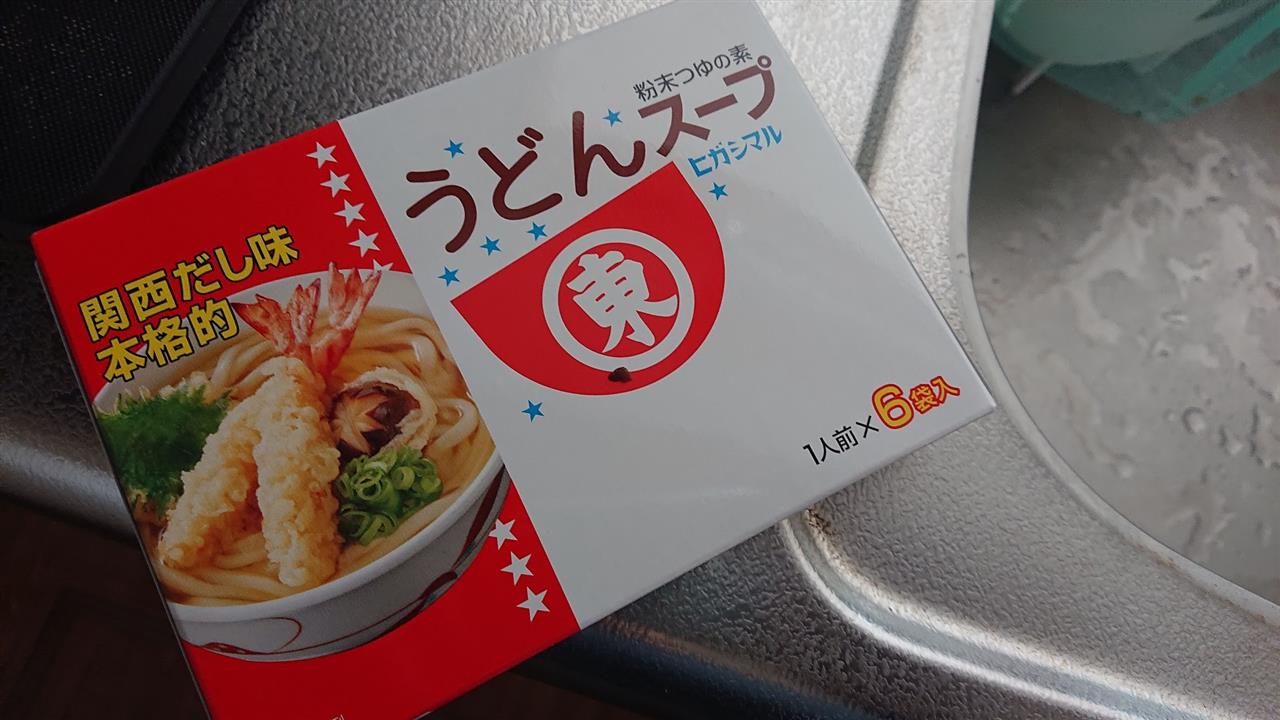 粉末つゆの素
うどんスープ
ヒガシマル
東
関西だし味
本格的
1人前×6袋入